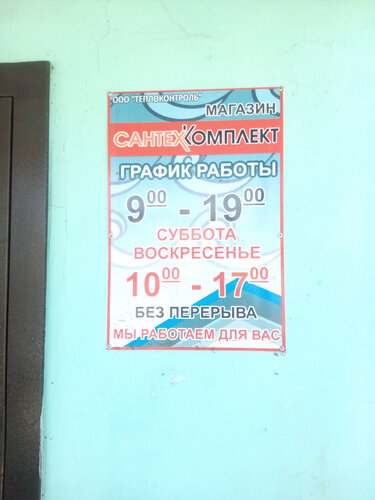 ООО "ТЕПЛОКОНТРОЛЬ"
МАГАЗИН
САНТЕХКОМПЛЕКТ
ГРАФИК РАБОТЫ
900 - 1900
СУББОТА
ВОСКРЕСЕНЬЕ
1000 - 1700
БЕЗ ПЕРЕРЫВА
МЫ РАБОТАЕМ ДЛЯ ВАС